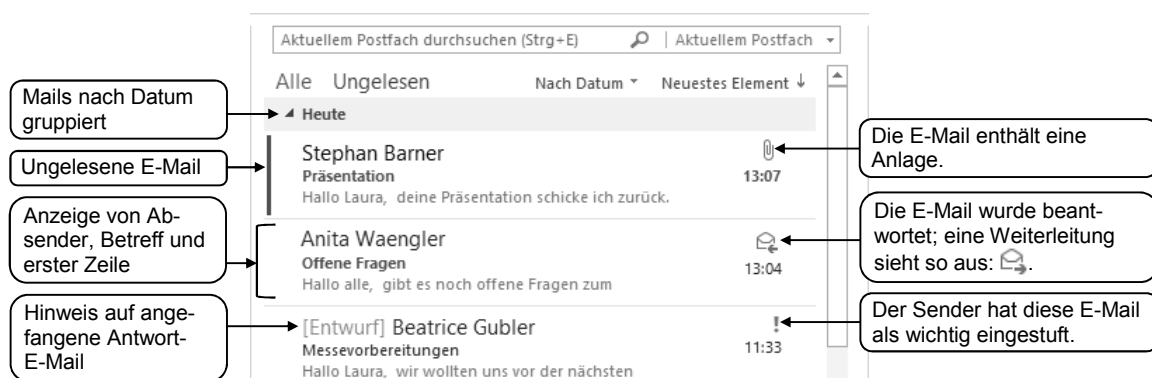 Aktuellem Postfach durchsuchen (Strg+E) Aktuellem Postfach
Alle Ungelesen Nach Datum Neuestes Element ↓
Mails nach Datum
gruppiert
Heute
Ungelesene E-Mail
Stephan Barner
Präsentation 13:07
Hallo Laura, deine Präsentation schicke ich zurück.
Die E-Mail enthält eine
Anlage.
Anzeige von Ab-
sender, Betreff und
erster Zeile
Anita Waengler
Offene Fragen 13:04
Hallo alle, gibt es noch offene Fragen zum
Die E-Mail wurde beant-
wortet; eine Weiterleitung
sieht so aus: .
Hinweis auf ange-
fangene Antwort-
E-Mail
[Entwurf] Beatrice Gubler !
Messevorbereitungen 11:33
Hallo Laura, wir wollten uns vor der nächsten
Der Sender hat diese E-Mail
als wichtig eingestuft.